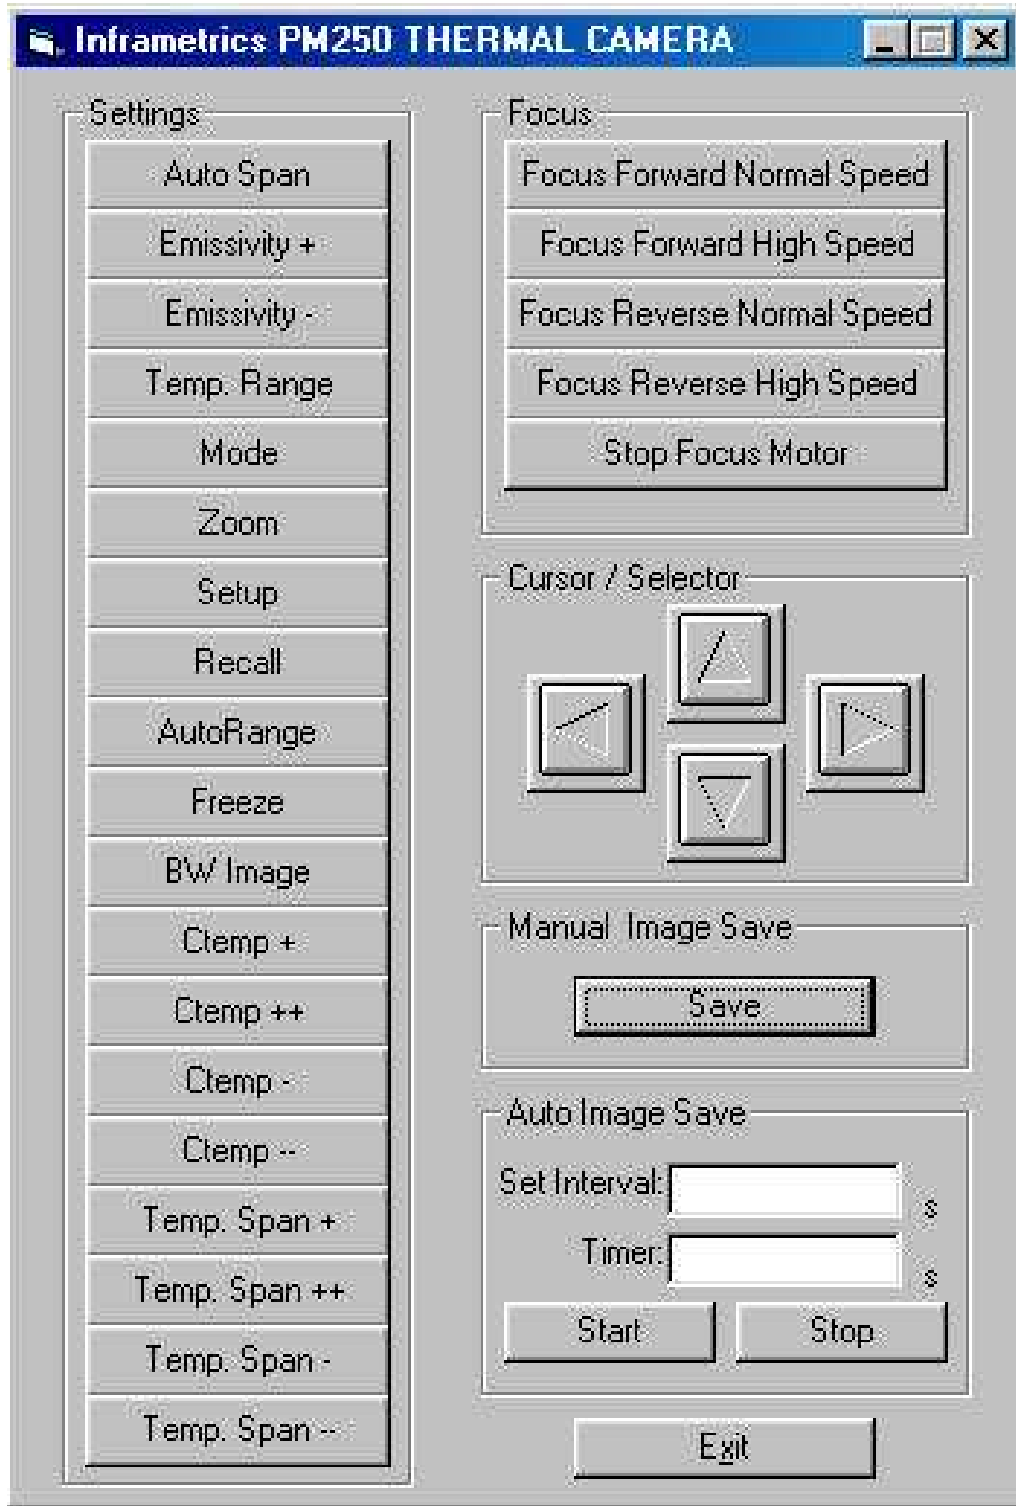 Inframetrics PM250 THERMAL CAMERA
Settings
Auto Span
Emissivity +
Emissivity -
Temp. Range
Mode
Zoom
Setup
Recall
AutoRange
Freeze
BW Image
Ctemp +
Ctemp ++
Ctemp -
Ctemp --
Temp. Span +
Temp. Span ++
Temp. Span -
Temp. Span --
Focus
Focus Forward Normal Speed
Focus Forward High Speed
Focus Reverse Normal Speed
Focus Reverse High Speed
Stop Focus Motor
Cursor / Selector
Manual Image Save
Save
Auto Image Save
Set Interval: s
Timer: s
Start Stop
Exit